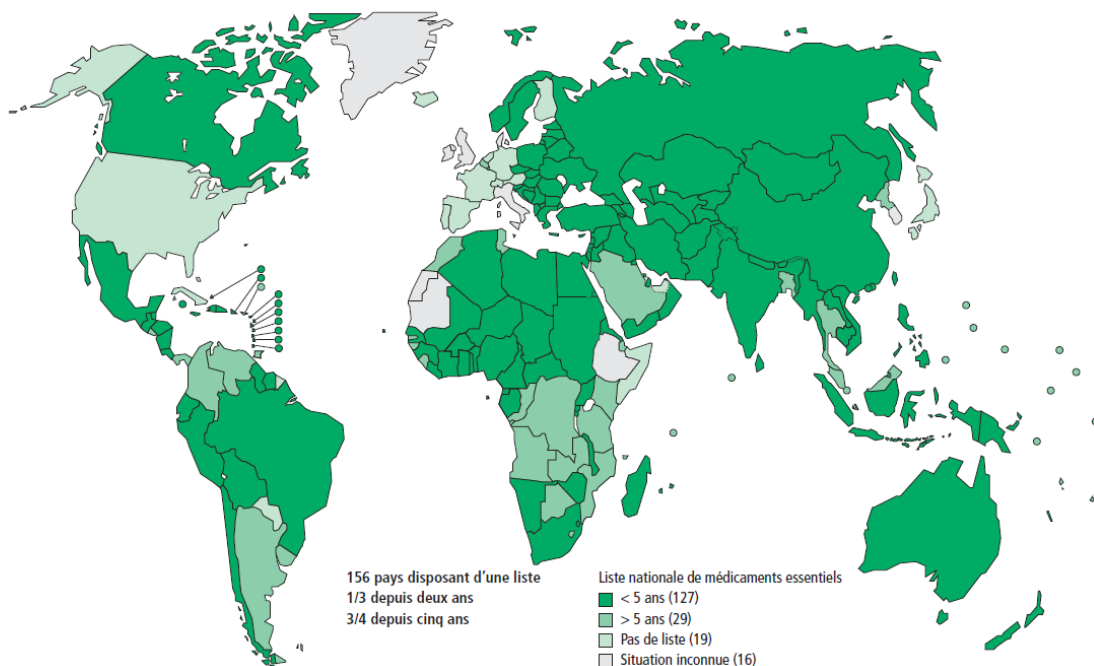 156 pays disposant d'une liste
1/3 depuis deux ans
3/4 depuis cinq ans
Liste nationale de médicaments essentiels
< 5 ans (127)
> 5 ans (29)
Pas de liste (19)
Situation inconnue (16)